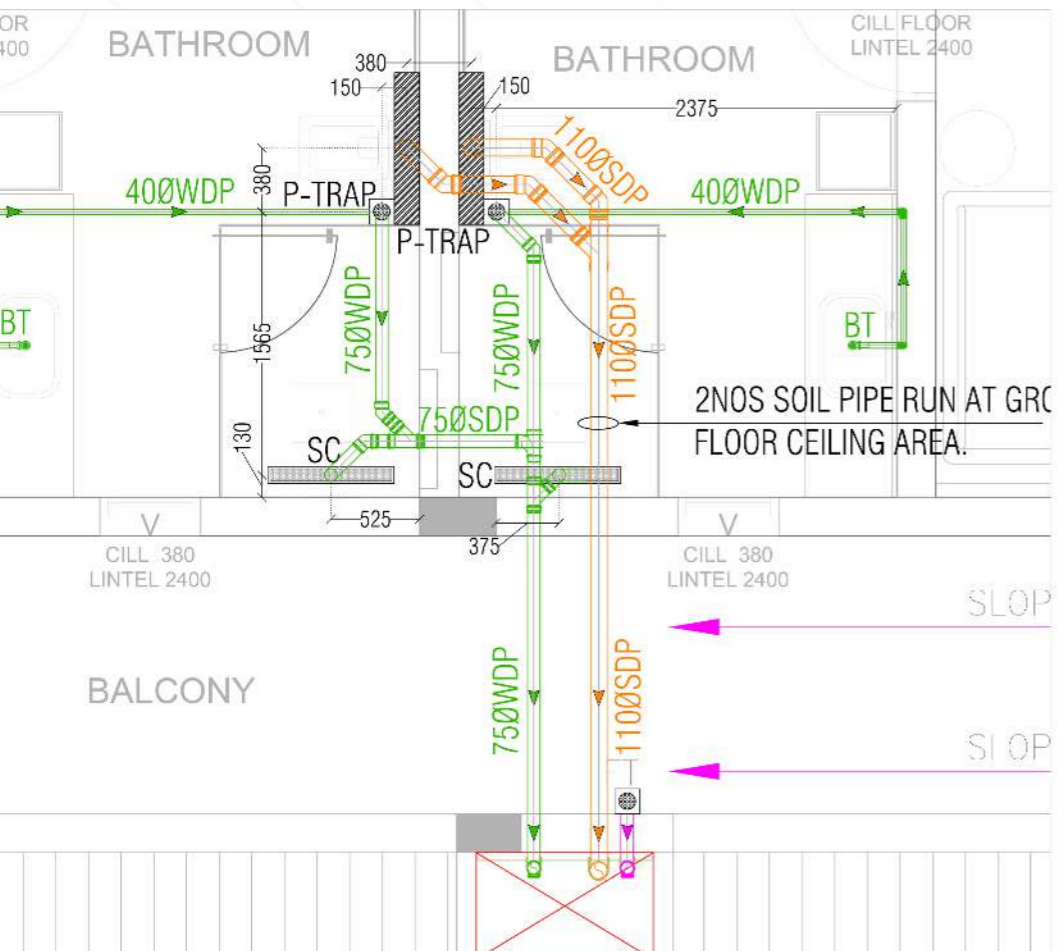 OR
400
BATHROOM
BATHROOM
CILL FLOOR
LINTEL 2400
380
150
150
2375
110ØSDP
380
40ØWDP
P-TRAP
40ØWDP
P-TRAP
75ØWDP
75ØWDP
110ØSDP
BT
1565
BT
2NOS SOIL PIPE RUN AT GRO
FLOOR CEILING AREA.
75ØSDP
130
SC
SC
525
375
V
CILL 380
LINTEL 2400
V
CILL 380
LINTEL 2400
SLOP
75ØWDP
110ØSDP
BALCONY
SLOP